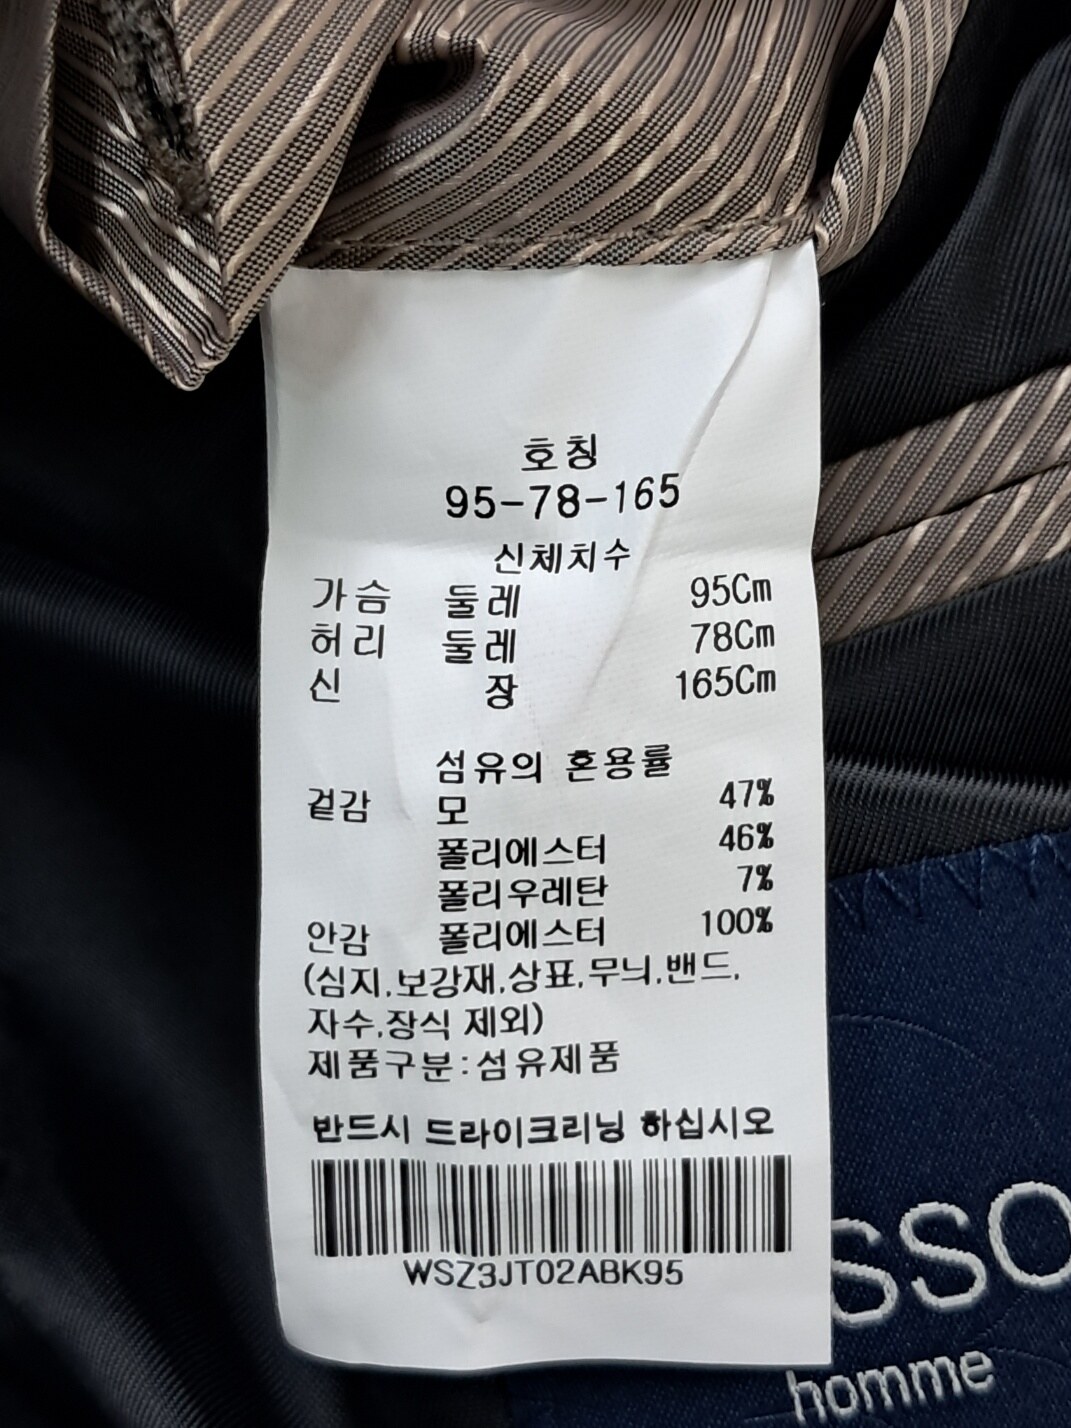 호칭
95-78-165
신체치수
가슴 둘레 95Cm
허리 둘레 78Cm
신 장 165Cm
섬유의 혼용률
겉감 모 47%
폴리에스터 46%
폴리우레탄 7%
안감 폴리에스터 100%
(심지.보강재.상표.무늬.밴드.
자수.장식 제외)
제품구분:섬유제품
반드시 드라이크리닝 하십시오
WSZ3JT02ABK95
SSO
homme